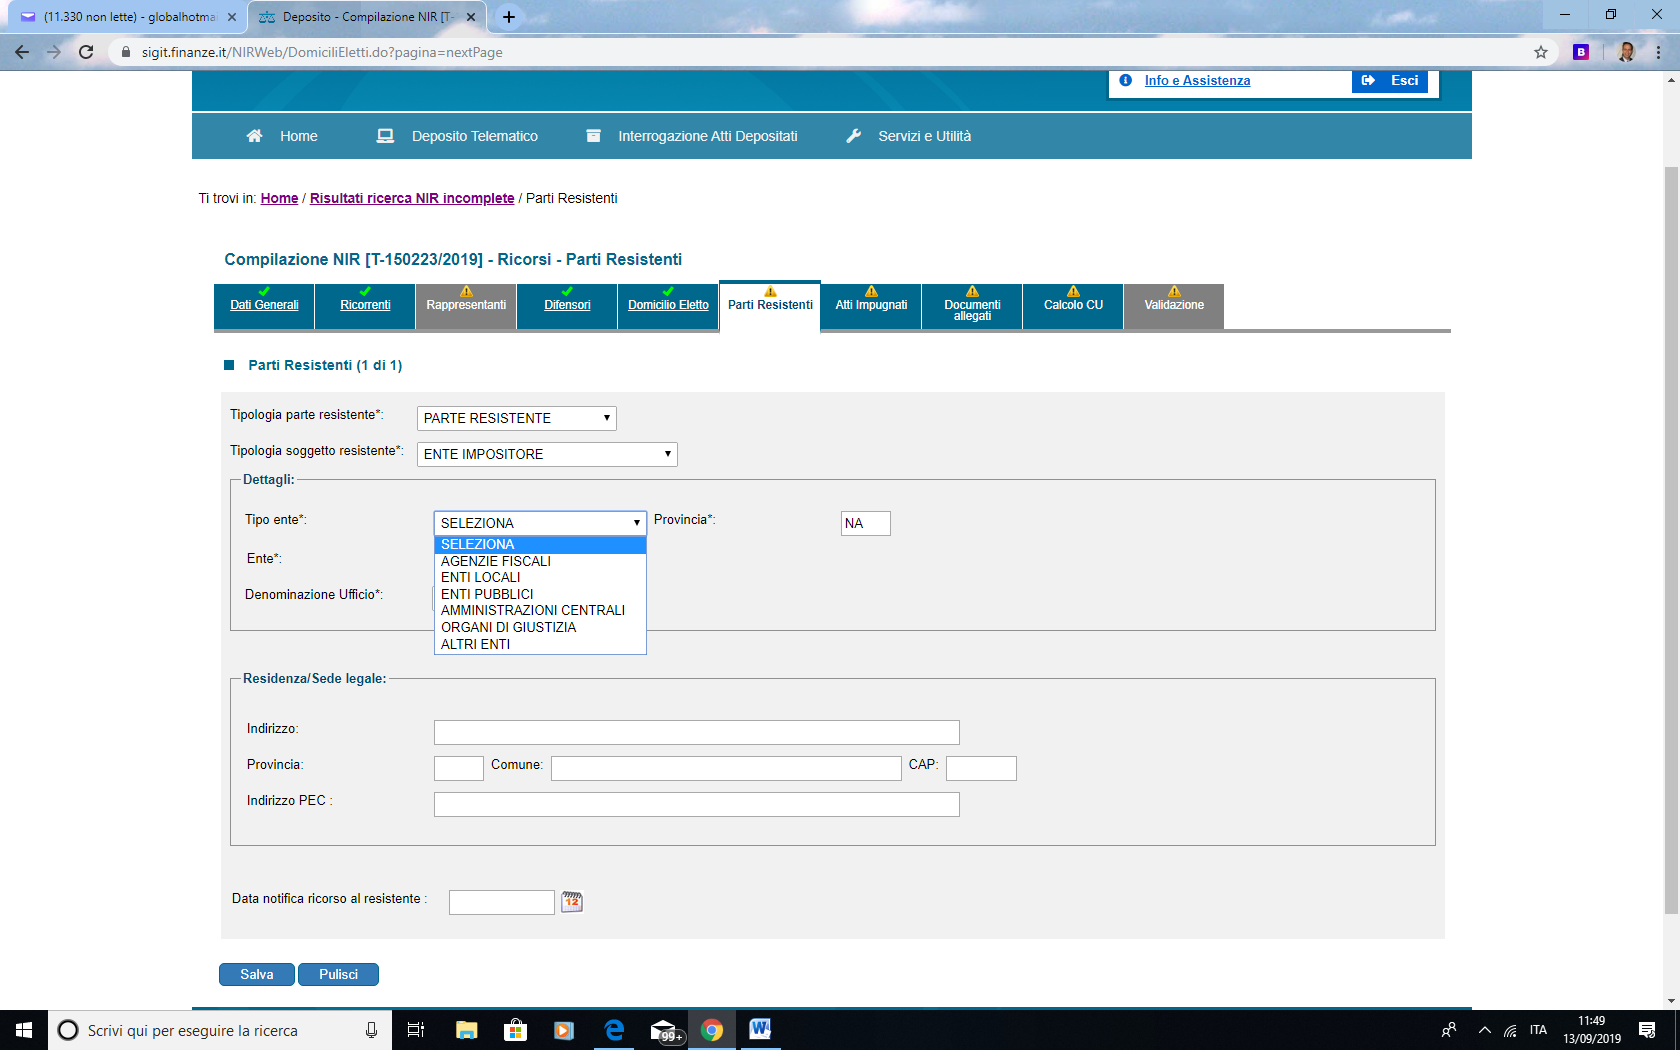 (11.330 non lette) - globalhotma
Deposito - Compilazione NIR [T-
sigit.finanze.it/NIRWeb/DomiciliEletti.do?pagina=nextPage
Info e Assistenza
Esci
Home
Deposito Telematico
Interrogazione Atti Depositati
Servizi e Utilità
Ti trovi in: Home / Risultati ricerca NIR incomplete / Parti Resistenti
Compilazione NIR [T-150223/2019] - Ricorsi - Parti Resistenti
Dati Generali
Ricorrenti
Rappresentanti
Difensori
Domicilio Eletto
Parti Resistenti
Atti Impugnati
Documenti
allegati
Calcolo CU
Validazione
Parti Resistenti (1 di 1)
Tipologia parte resistente*:
PARTE RESISTENTE
Tipologia soggetto resistente*:
ENTE IMPOSITORE
Dettagli:
Tipo ente*:
SELEZIONA
Provincia*:
NA
SELEZIONA
AGENZIE FISCALI
ENTI LOCALI
ENTI PUBBLICI
AMMINISTRAZIONI CENTRALI
ORGANI DI GIUSTIZIA
ALTRI ENTI
Ente*:
Denominazione Ufficio*:
Residenza/Sede legale:
Indirizzo:
Provincia:
Comune:
CAP:
Indirizzo PEC :
Data notifica ricorso al resistente :
12
Salva
Pulisci
Scrivi qui per eseguire la ricerca
99+
ITA
11:49
13/09/2019